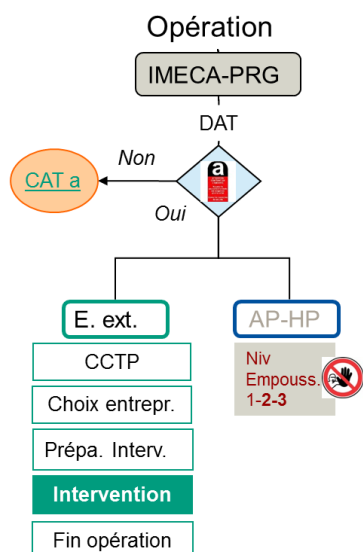 Opération
IMECA-PRG
DAT
Non
CAT a
a
Oui
E. ext.
AP-HP
CCTP
Niv
Empouss.
1-2-3
Choix entrepr.
Prépa. Interv.
Intervention
Fin opération